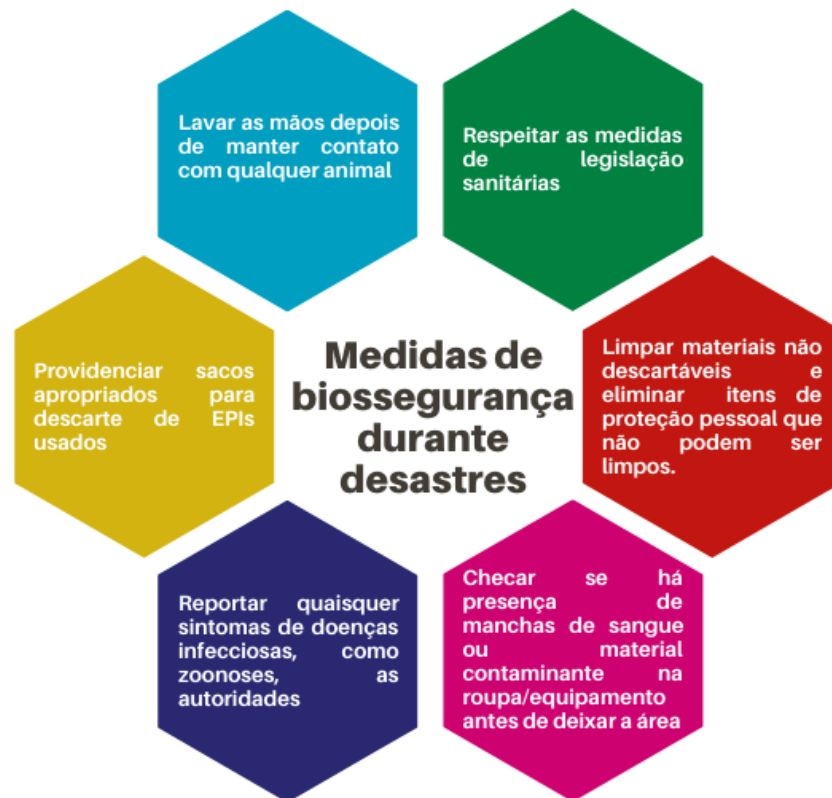 Lavar as mãos depois
de manter contato
com qualquer animal
Respeitar as medidas
de legislação
sanitárias
Providenciar sacos
apropriados para
descarte de EPIs
usados
Medidas de
biossegurança
durante
desastres
Limpar materiais não
descartáveis e
eliminar itens de
proteção pessoal que
não podem ser
limpos.
Reportar quaisquer
sintomas de doenças
infecciosas, como
zoonoses, as
autoridades
Checar se há
presença de
manchas de sangue
ou material
contaminante na
roupa/equipamento
antes de deixar a área